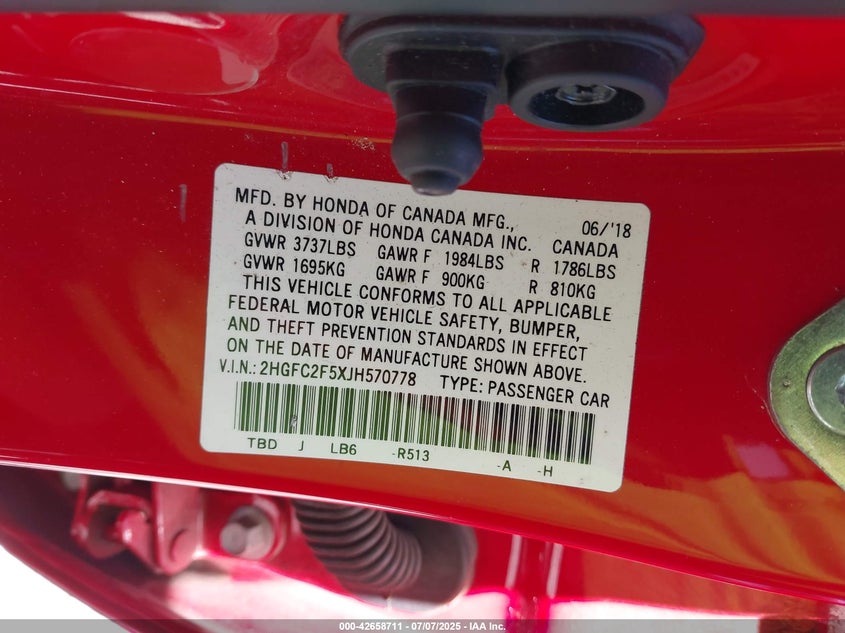 MFD. BY HONDA OF CANADA MFG., 06/'18
A DIVISION OF HONDA CANADA INC. CANADA
GVWR 3737LBS GAWR F 1984LBS R 1786LBS
GVWR 1695KG GAWR F 900KG R 810KG
THIS VEHICLE CONFORMS TO ALL APPLICABLE
FEDERAL MOTOR VEHICLE SAFETY, BUMPER,
AND THEFT PREVENTION STANDARDS IN EFFECT
ON THE DATE OF MANUFACTURE SHOWN ABOVE.
V.I.N.: 2HGFC2F5XJH570778 TYPE: PASSENGER CAR
TBD J LB6 -R513 -A -H
000-42658711 - 07/07/2025 - IAA Inc.